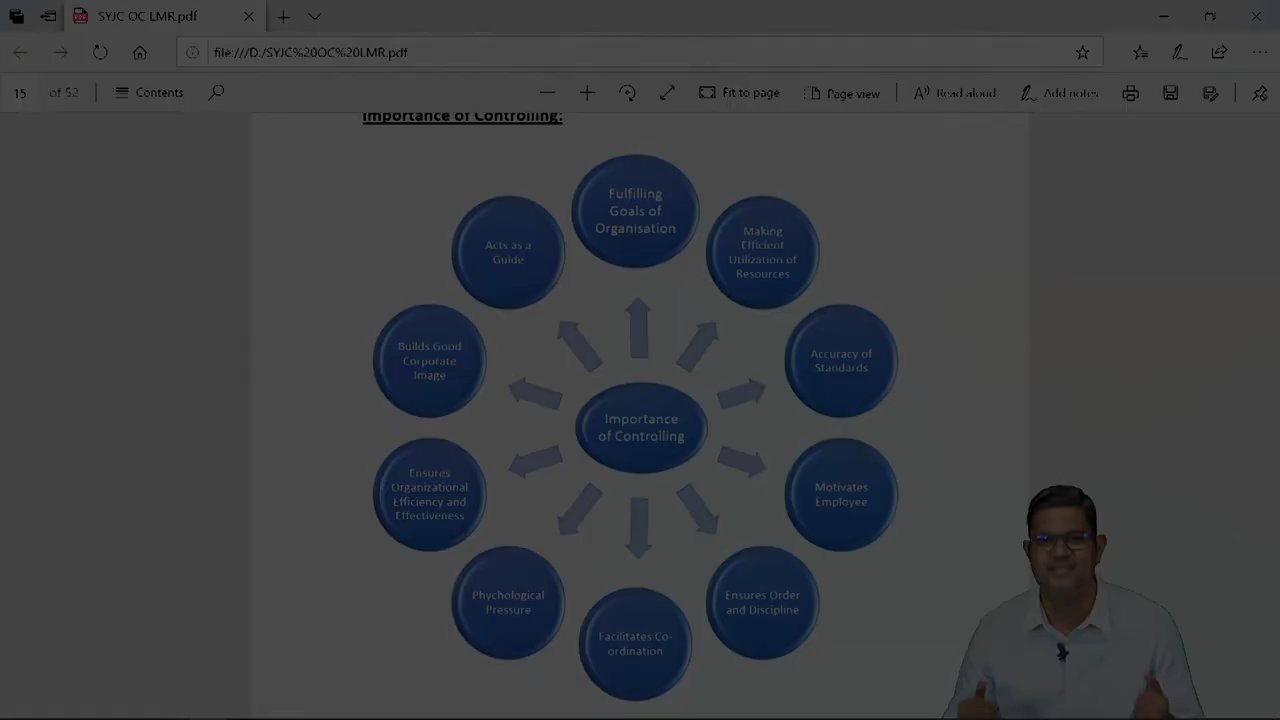 SYJC OC LMR.pdf
file:///D:/SYJC%20OC%20LMR.pdf
15 of 52 Contents Fit to page Page view Read aloud Add notes
Importance of Controlling:
Fulfilling
Goals of
Organisation
Making
Efficient
Utilization of
Resources
Accuracy of
Standards
Motivates
Employee
Ensures Order
and Discipline
Facilitates Co-
ordination
Phychological
Pressure
Ensures
Organizational
Efficiency and
Effectiveness
Builds Good
Corporate
Image
Acts as a
Guide
Importance
of Controlling